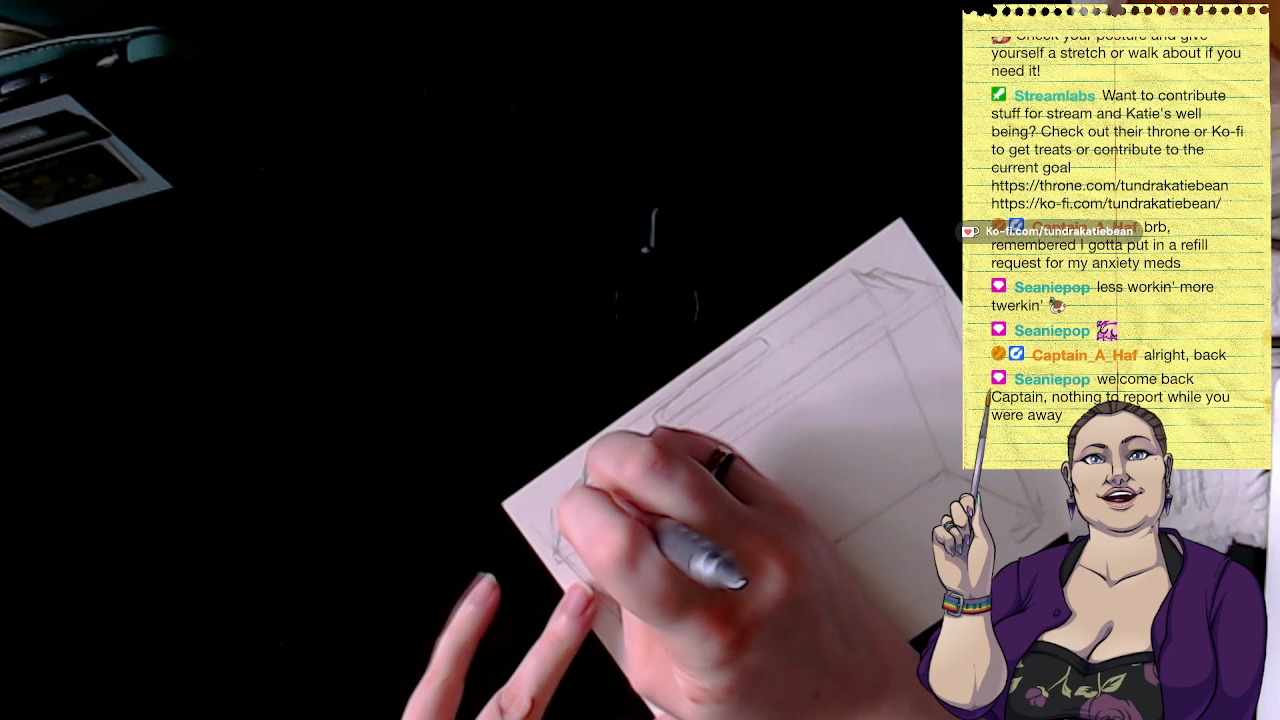 Check your posture and give
yourself a stretch or walk about if you
need it!
Streamlabs Want to contribute
stuff for stream and Katie's well
being? Check out their throne or Ko-fi
to get treats or contribute to the
current goal
https://throne.com/tundrakatiebean
https://ko-fi.com/tundrakatiebean/
Captain_A_Haf brb,
Ko-fi.com/tundrakatiebean
remembered I gotta put in a refill
request for my anxiety meds
Seaniepop less workin' more
twerkin'
Seaniepop
Captain_A_Haf alright, back
Seaniepop welcome back
Captain, nothing to report while you
were away